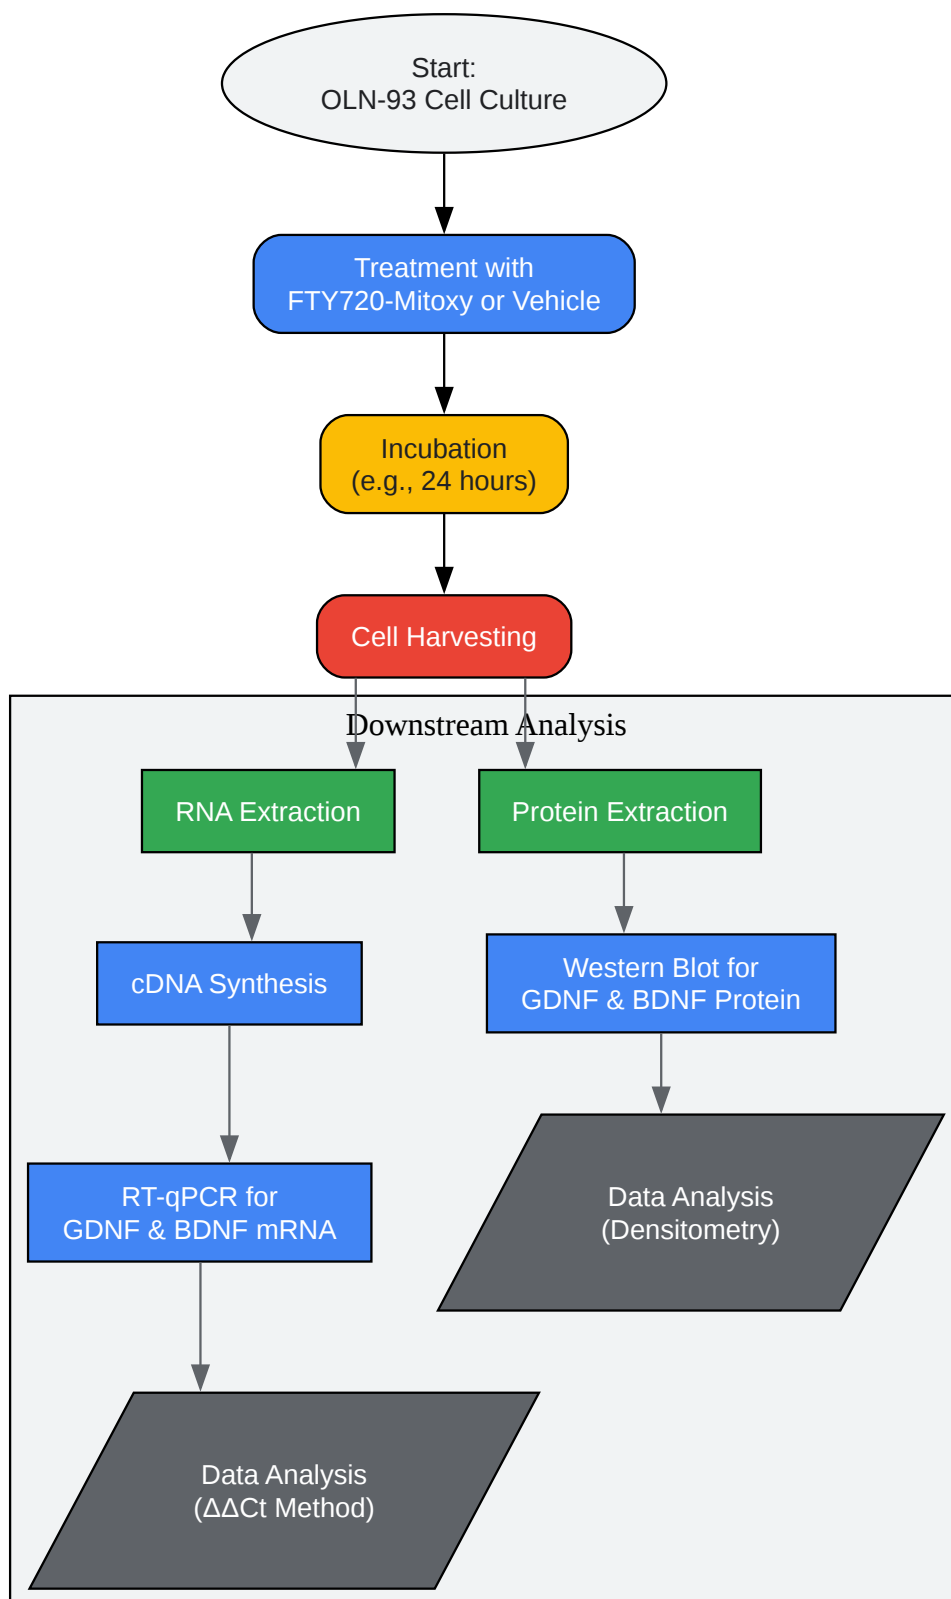 Start:
OLN-93 Cell Culture
Treatment with
FTY720-Mitoxy or Vehicle
Incubation
(e.g., 24 hours)
Cell Harvesting
Downstream Analysis
RNA Extraction
Protein Extraction
cDNA Synthesis
Western Blot for
GDNF & BDNF Protein
RT-qPCR for
GDNF & BDNF mRNA
Data Analysis
(Densitometry)
Data Analysis
(ΔΔCt Method)